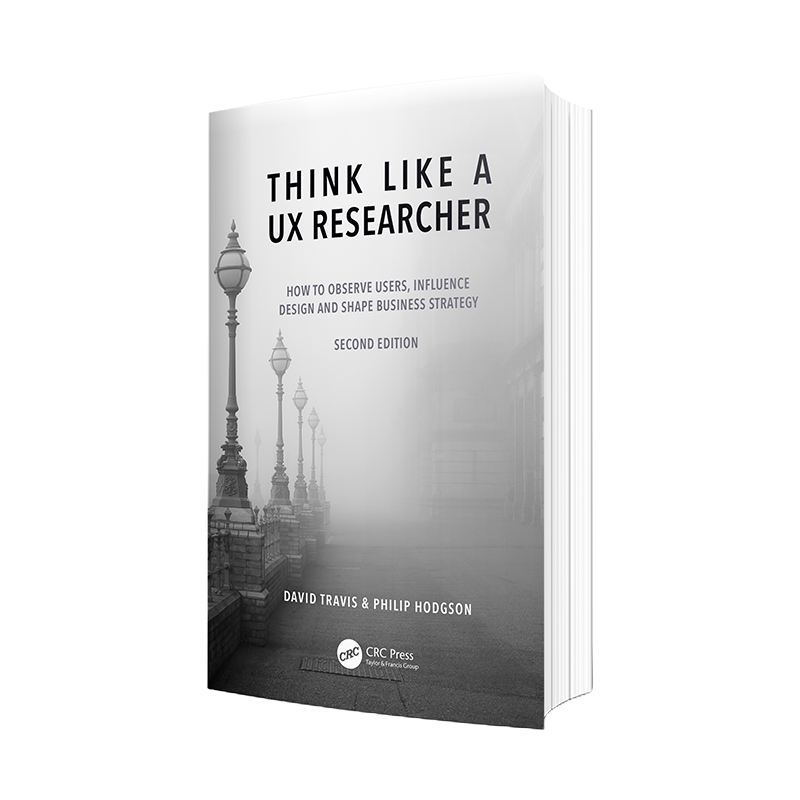 THINK LIKE A
UX RESEARCHER
HOW TO OBSERVE USERS, INFLUENCE
DESIGN AND SHAPE BUSINESS STRATEGY
SECOND EDITION
DAVID TRAVIS & PHILIP HODGSON
CRC
CRC Press
Taylor & Francis Group